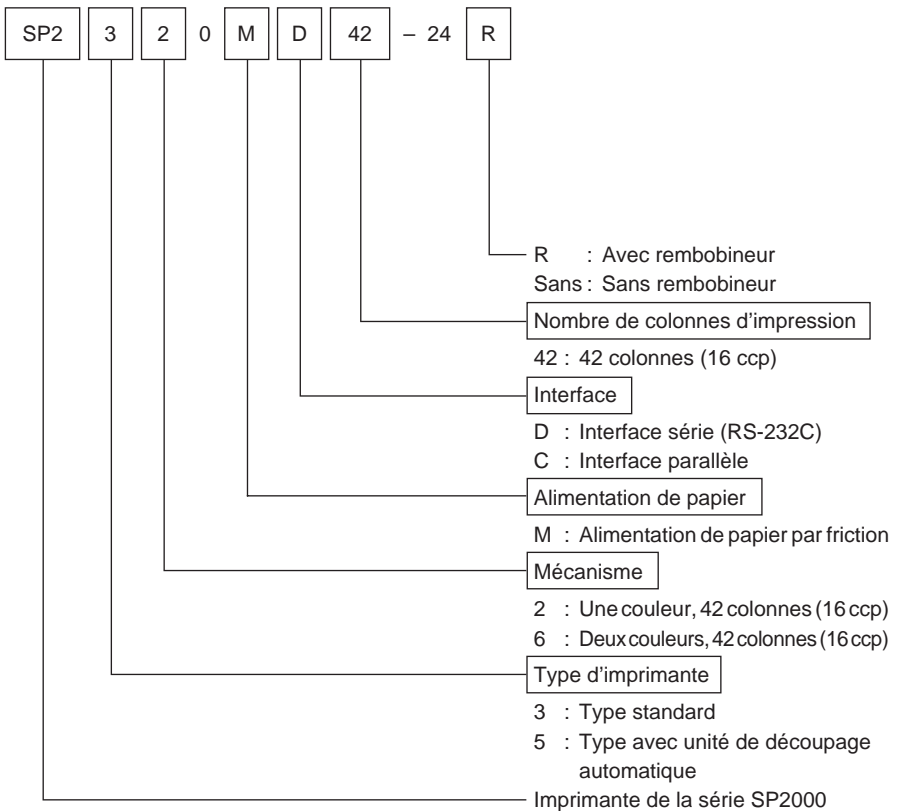 SP2 3 2 0 M D 42 – 24 R
R : Avec rembobineur
Sans : Sans rembobineur
Nombre de colonnes d'impression
42 : 42 colonnes (16 ccp)
Interface
D : Interface série (RS-232C)
C : Interface parallèle
Alimentation de papier
M : Alimentation de papier par friction
Mécanisme
2 : Une couleur, 42 colonnes (16 ccp)
6 : Deux couleurs, 42 colonnes (16 ccp)
Type d'imprimante
3 : Type standard
5 : Type avec unité de découpage
automatique
Imprimante de la série SP2000